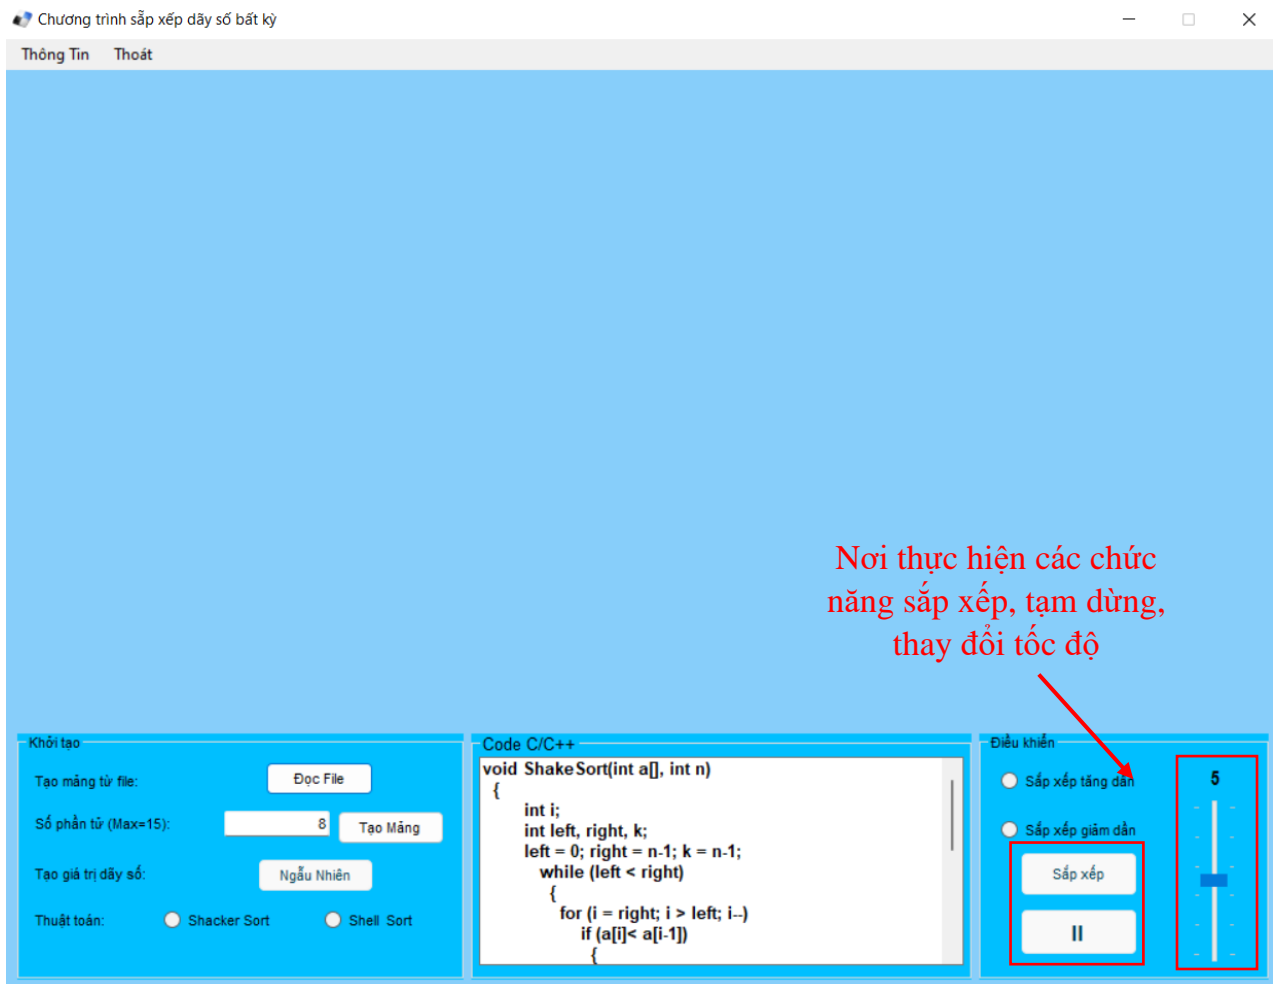 Chương trình sắp xếp dãy số bất kỳ
Thông Tin Thoát
Nơi thực hiện các chức
năng sắp xếp, tạm dừng,
thay đổi tốc độ
Khởi tạo
Tạo mảng từ file:
Đọc File
Số phần tử (Max=15):
8
Tạo Mảng
Tạo giá trị dãy số:
Ngẫu Nhiên
Thuật toán:
Shacker Sort
Shell Sort
Code C/C++
void ShakeSort(int a[], int n)
{
int i;
int left, right, k;
left = 0; right = n-1; k = n-1;
while (left < right)
{
for (i = right; i > left; i--)
if (a[i]< a[i-1])
{
Điều khiển
Sắp xếp tăng dần
Sắp xếp giảm dần
Sắp xếp
5